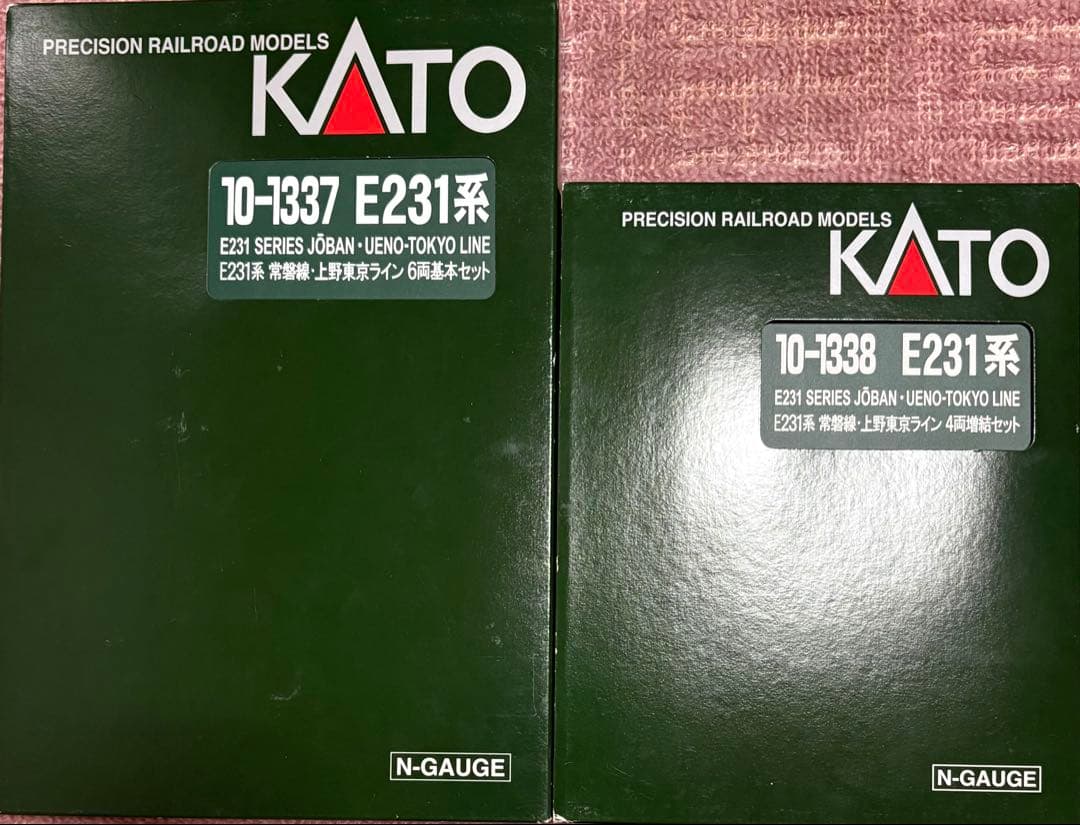 PRECISION RAILROAD MODELS
KATO
10-1337 E231系
E231 SERIES JŌBAN・UENO-TOKYO LINE
E231系 常磐線・上野東京ライン 6両基本セット
N-GAUGE
PRECISION RAILROAD MODELS
KATO
10-1338 E231系
E231 SERIES JŌBAN・UENO-TOKYO LINE
E231系 常磐線・上野東京ライン 4両増結セット
N-GAUGE